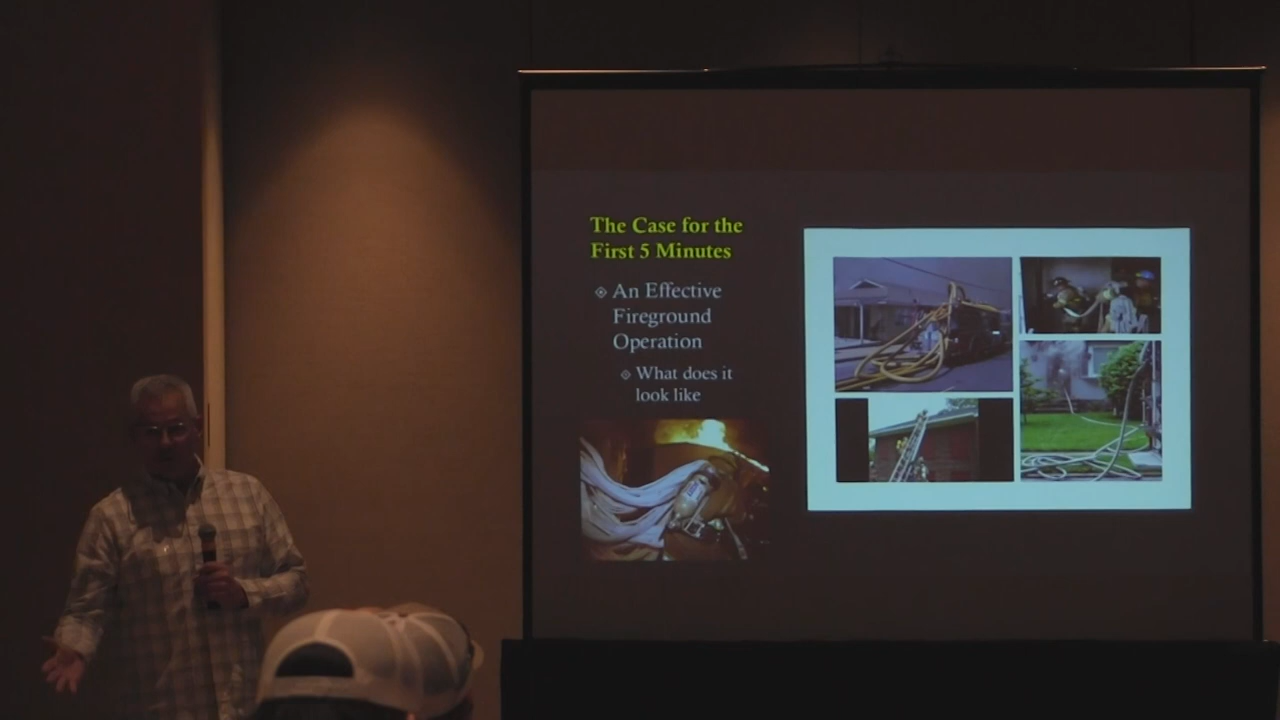 The Case for the
First 5 Minutes
An Effective
Fireground
Operation
What does it
look like